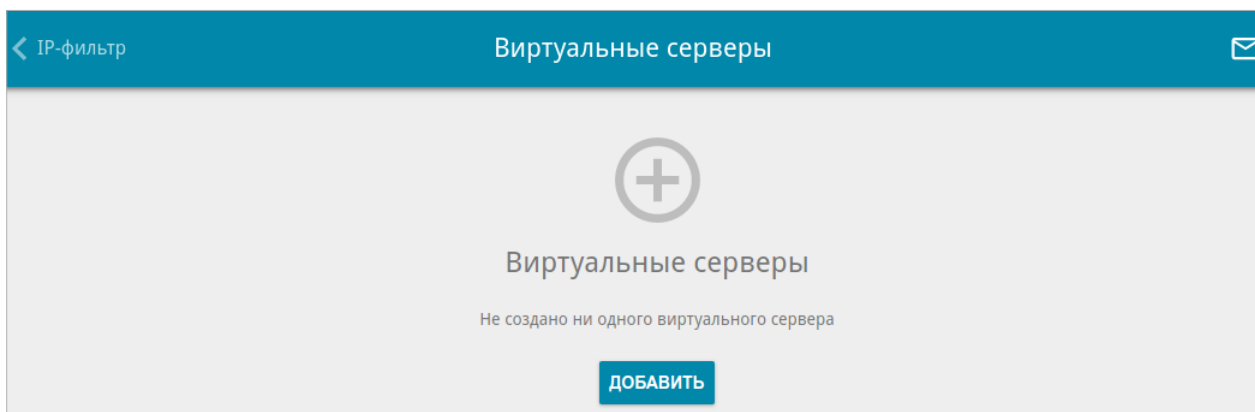 IP-фильтр
Виртуальные серверы
Виртуальные серверы
Не создано ни одного виртуального сервера
ДОБАВИТЬ